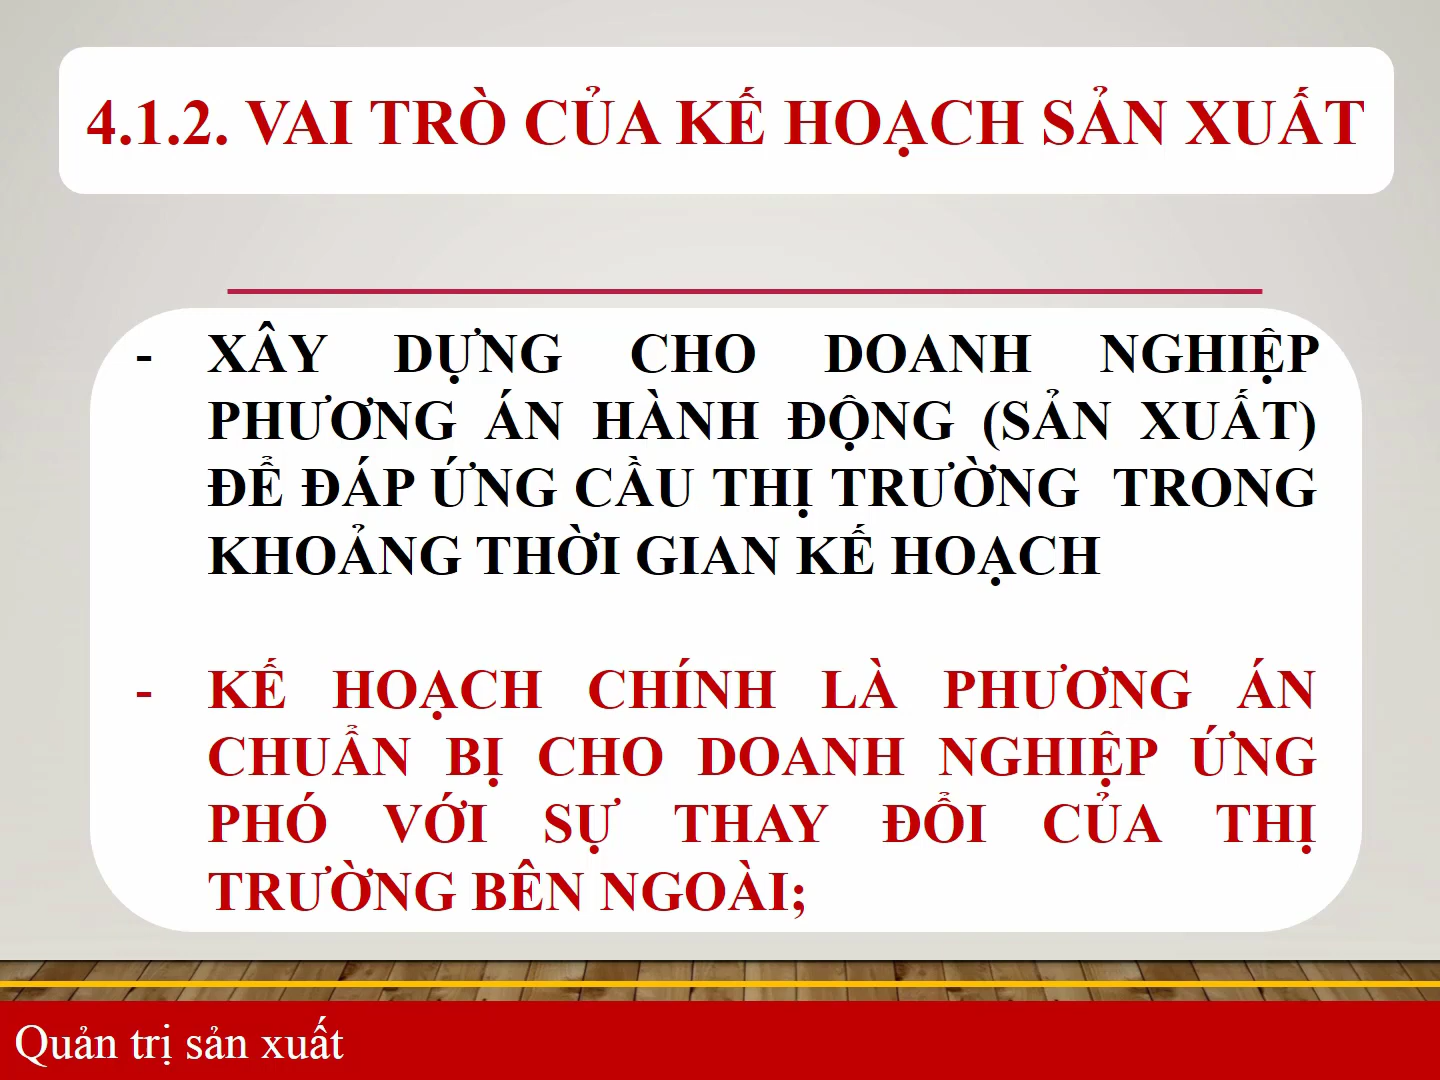 4.1.2. VAI TRÒ CỦA KẾ HOẠCH SẢN XUẤT
- XÂY DỰNG CHO DOANH NGHIỆP
PHƯƠNG ÁN HÀNH ĐỘNG (SẢN XUẤT)
ĐỂ ĐÁP ỨNG CẦU THỊ TRƯỜNG TRONG
KHOẢNG THỜI GIAN KẾ HOẠCH
- KẾ HOẠCH CHÍNH LÀ PHƯƠNG ÁN
CHUẨN BỊ CHO DOANH NGHIỆP ỨNG
PHÓ VỚI SỰ THAY ĐỔI CỦA THỊ
TRƯỜNG BÊN NGOÀI;
Quản trị sản xuất